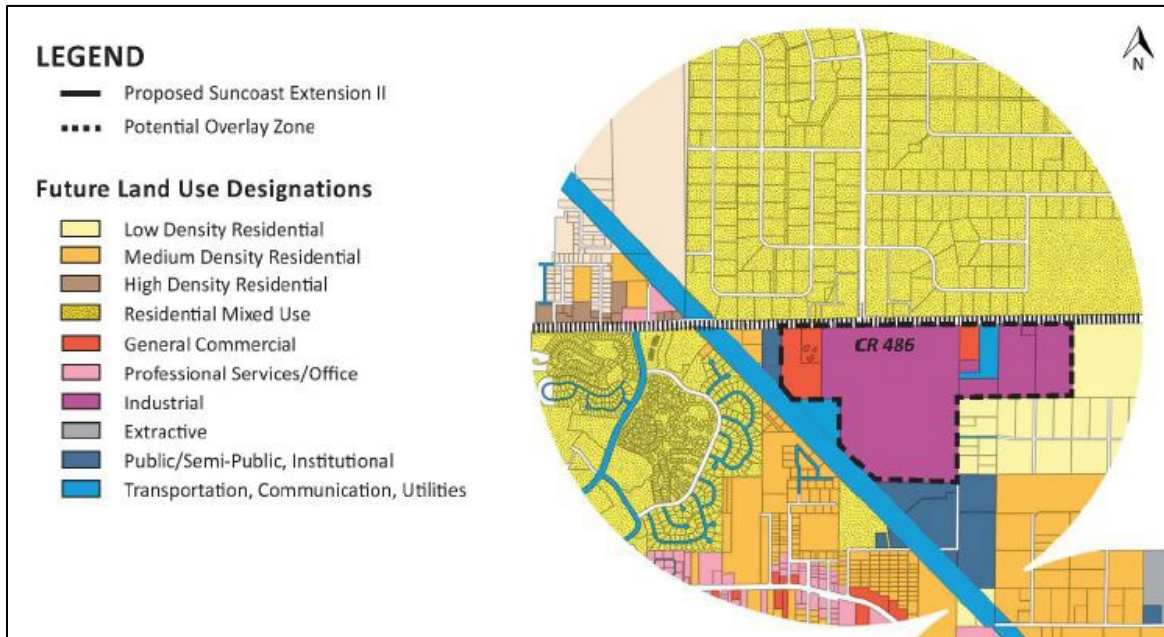 LEGEND
Proposed Suncoast Extension II
Potential Overlay Zone
Future Land Use Designations
Low Density Residential
Medium Density Residential
High Density Residential
Residential Mixed Use
General Commercial
Professional Services/Office
Industrial
Extractive
Public/Semi-Public, Institutional
Transportation, Communication, Utilities
N
CR 486